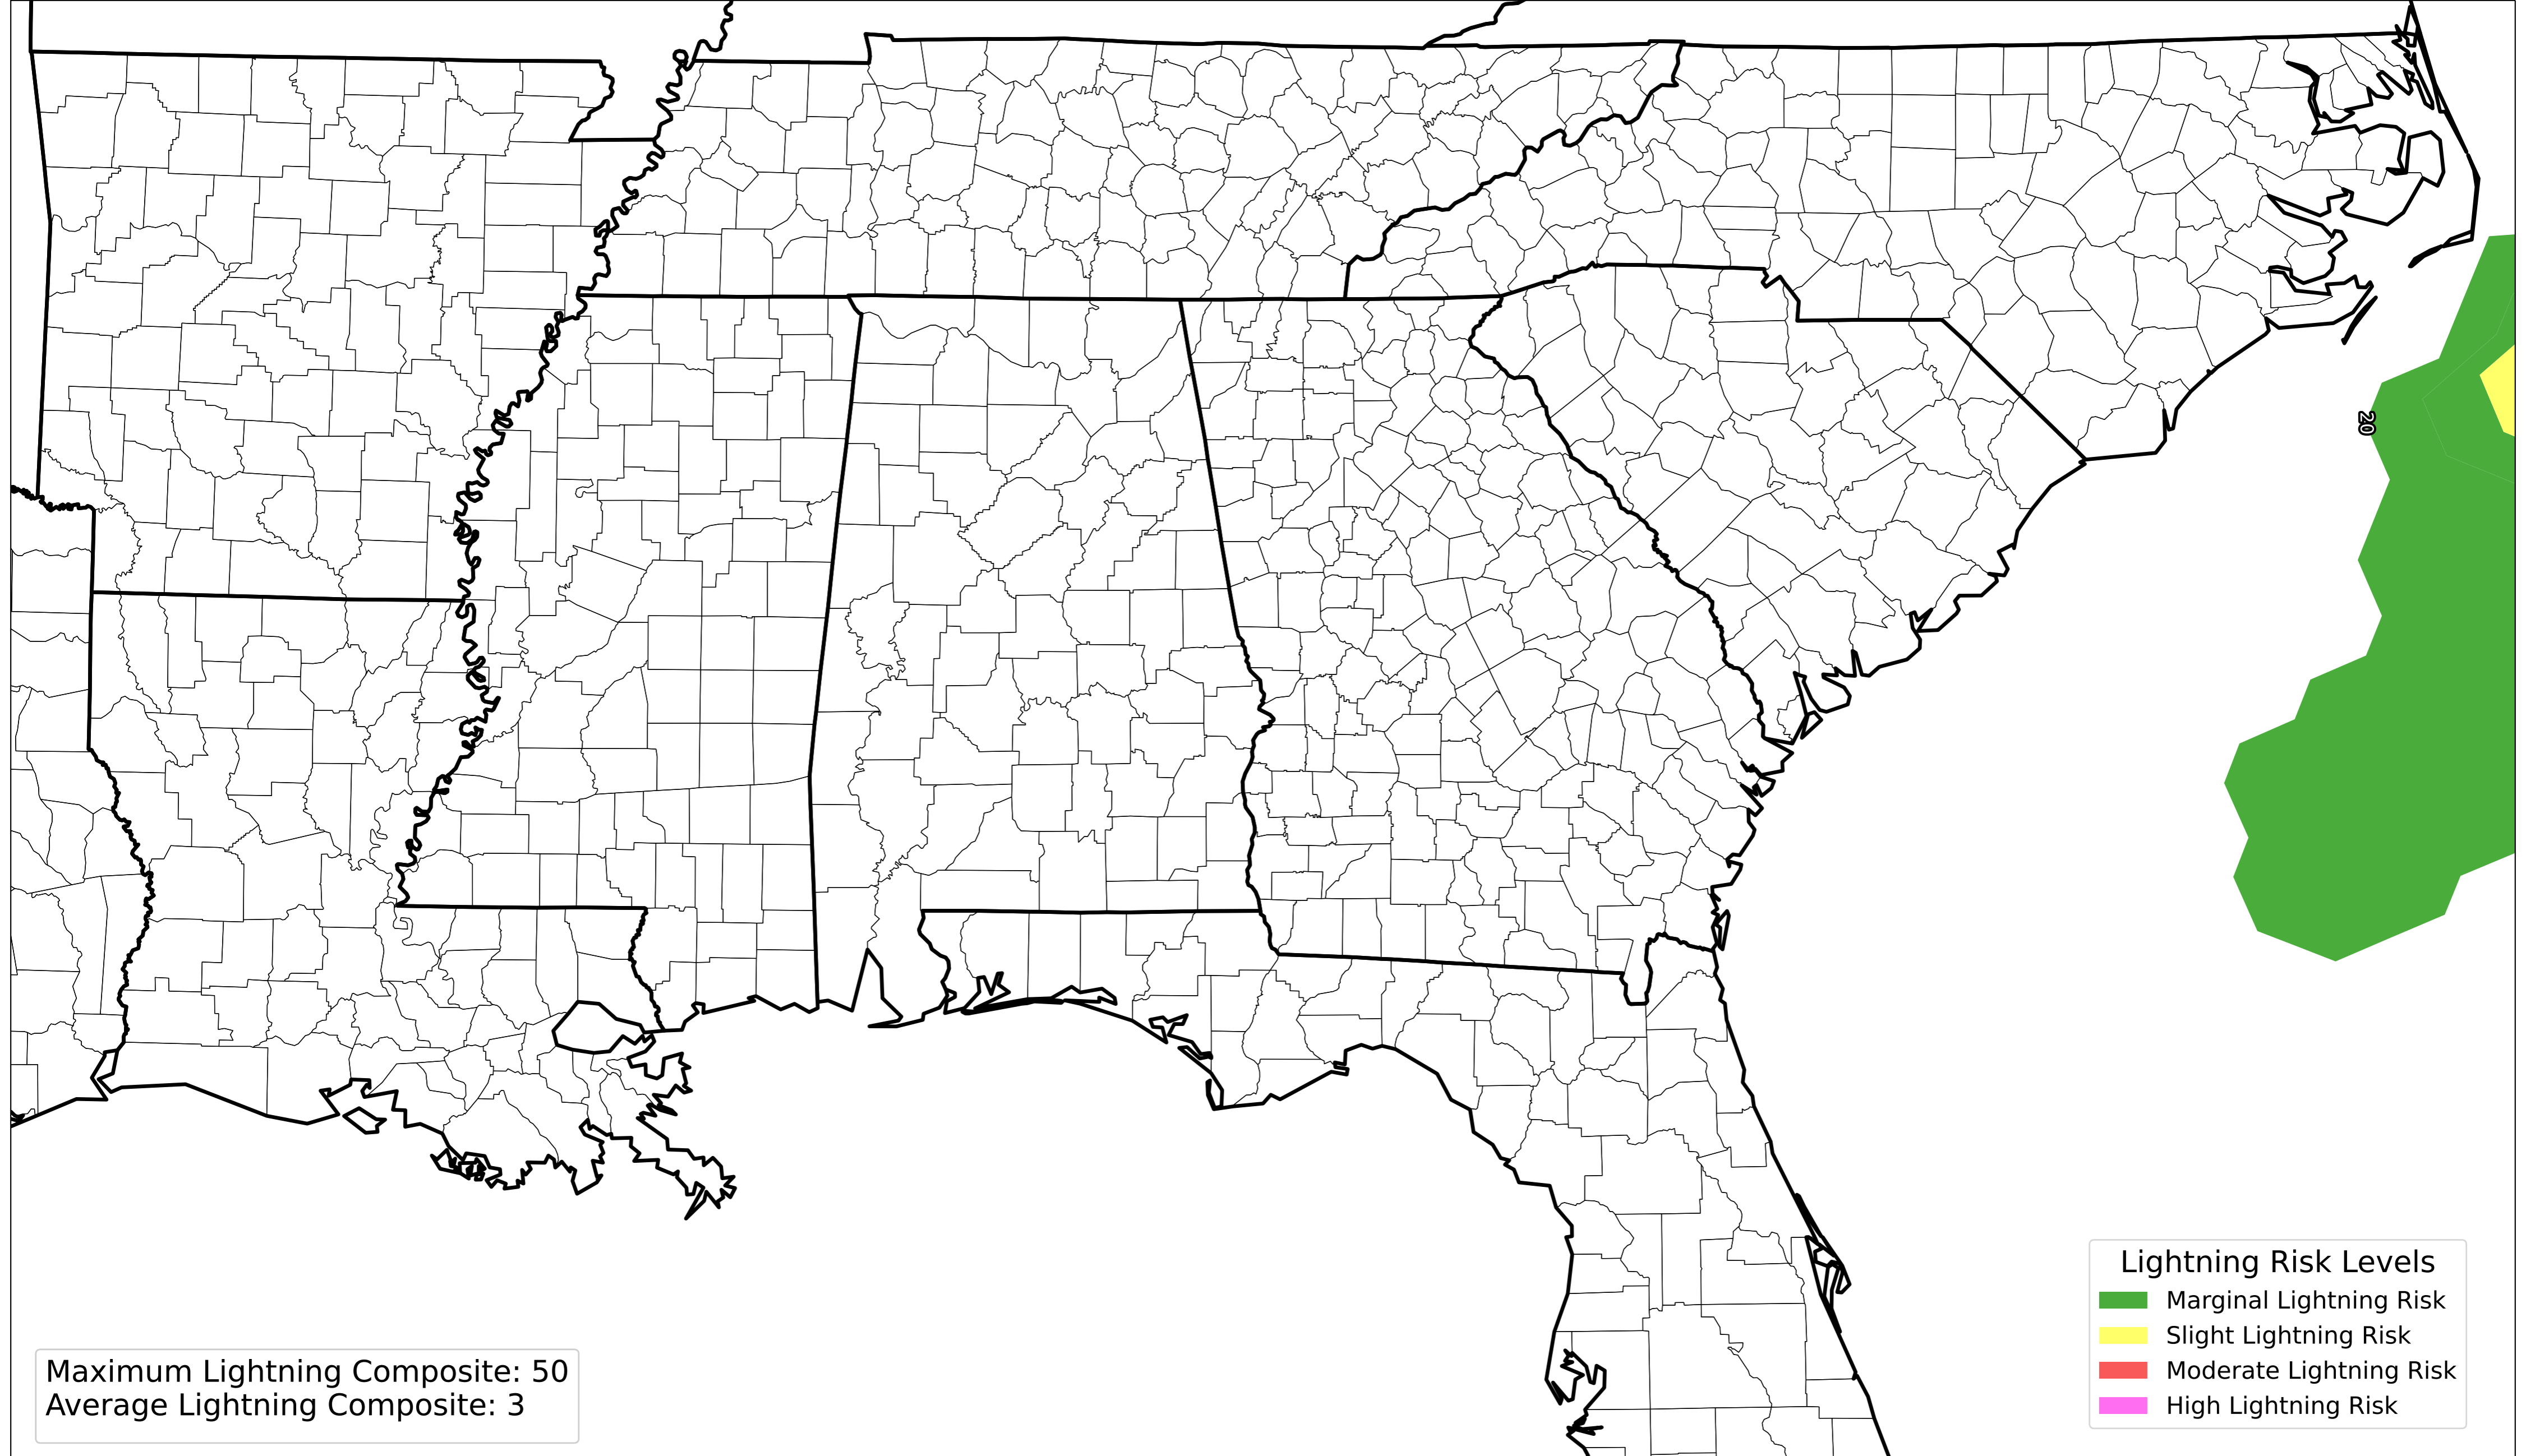 20
Lightning Risk Levels
Marginal Lightning Risk
Slight Lightning Risk
Moderate Lightning Risk
High Lightning Risk
Maximum Lightning Composite: 50
Average Lightning Composite: 3